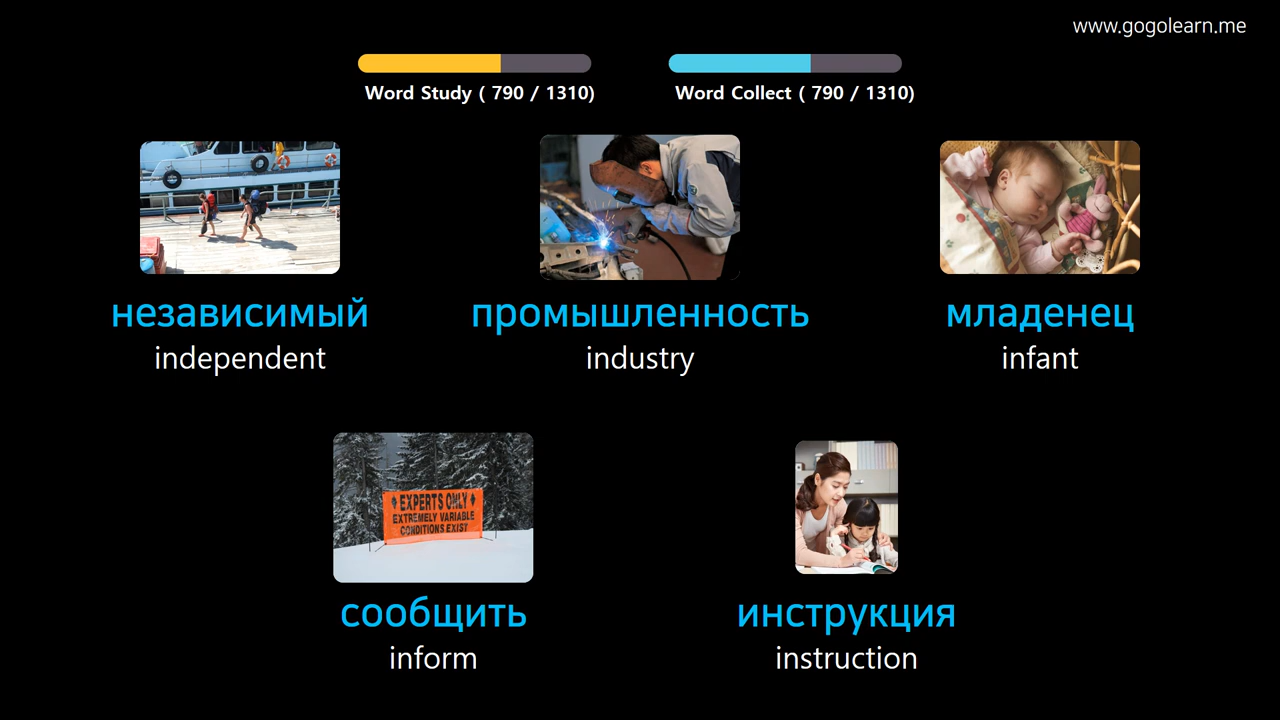 www.gogolearn.me
Word Study ( 790 / 1310)
Word Collect ( 790 / 1310)
независимый
independent
промышленность
industry
младенец
infant
EXPERTS ONLY
EXTREMELY VARIABLE
CONDITIONS EXIST
сообщить
inform
инструкция
instruction